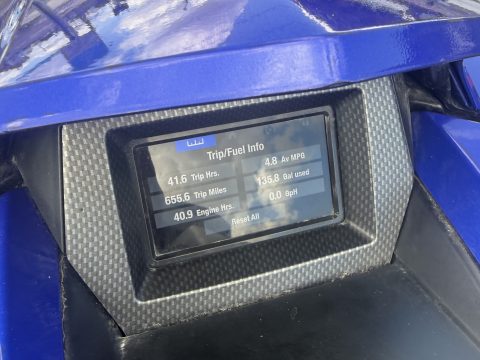 Trip/Fuel Info
41.6 Trip Hrs.
4.8 Av MPG
655.6 Trip Miles
135.8 Gal used
40.9 Engine Hrs.
0.0 GpH
Reset All